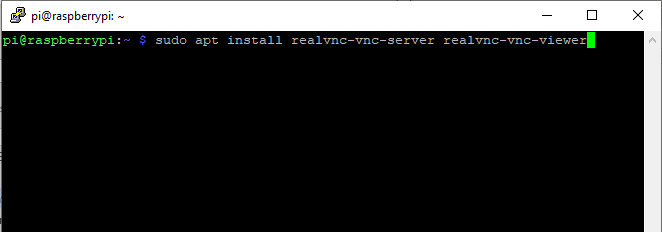 pi@raspberrypi: ~
pi@raspberrypi:~ $ sudo apt install realvnc-vnc-server realvnc-vnc-viewer